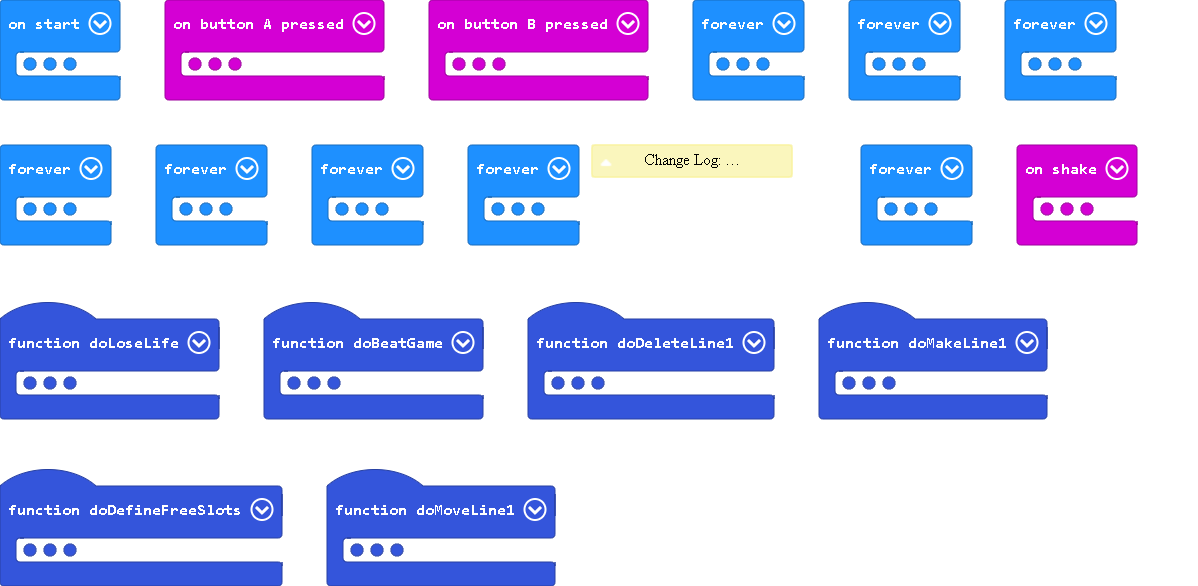 on start
on button A pressed
on button B pressed
forever
forever
forever
forever
forever
forever
forever
Change Log: …
forever
on shake
function doLoseLife
function doBeatGame
function doDeleteLine1
function doMakeLine1
function doDefineFreeSlots
function doMoveLine1